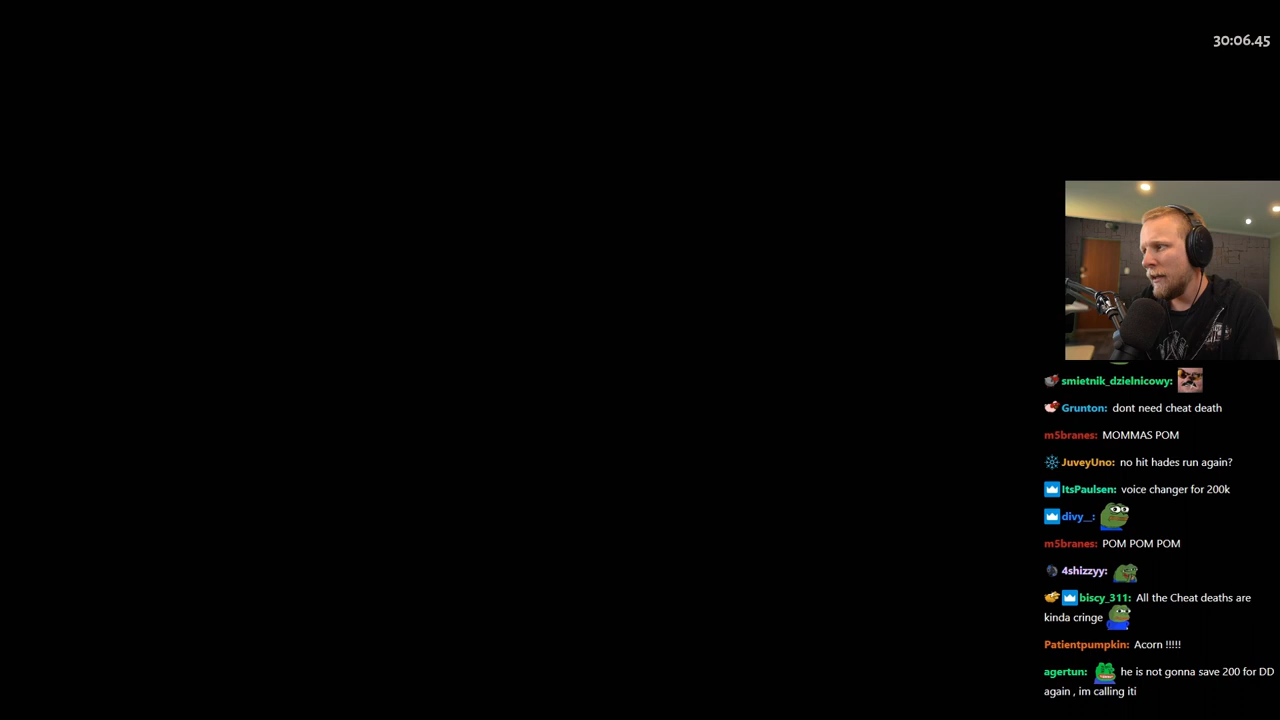 30:06.45
smietnik_dzielnicowy:
Grunton: dont need cheat death
m5branes: MOMMAS POM
JuveyUno: no hit hades run again?
ItsPaulsen: voice changer for 200k
divy__:
m5branes: POM POM POM
4shizzyy:
biscy_311: All the Cheat deaths are
kinda cringe
Patientpumpkin: Acorn !!!!!
agertun: he is not gonna save 200 for DD
again , im calling iti